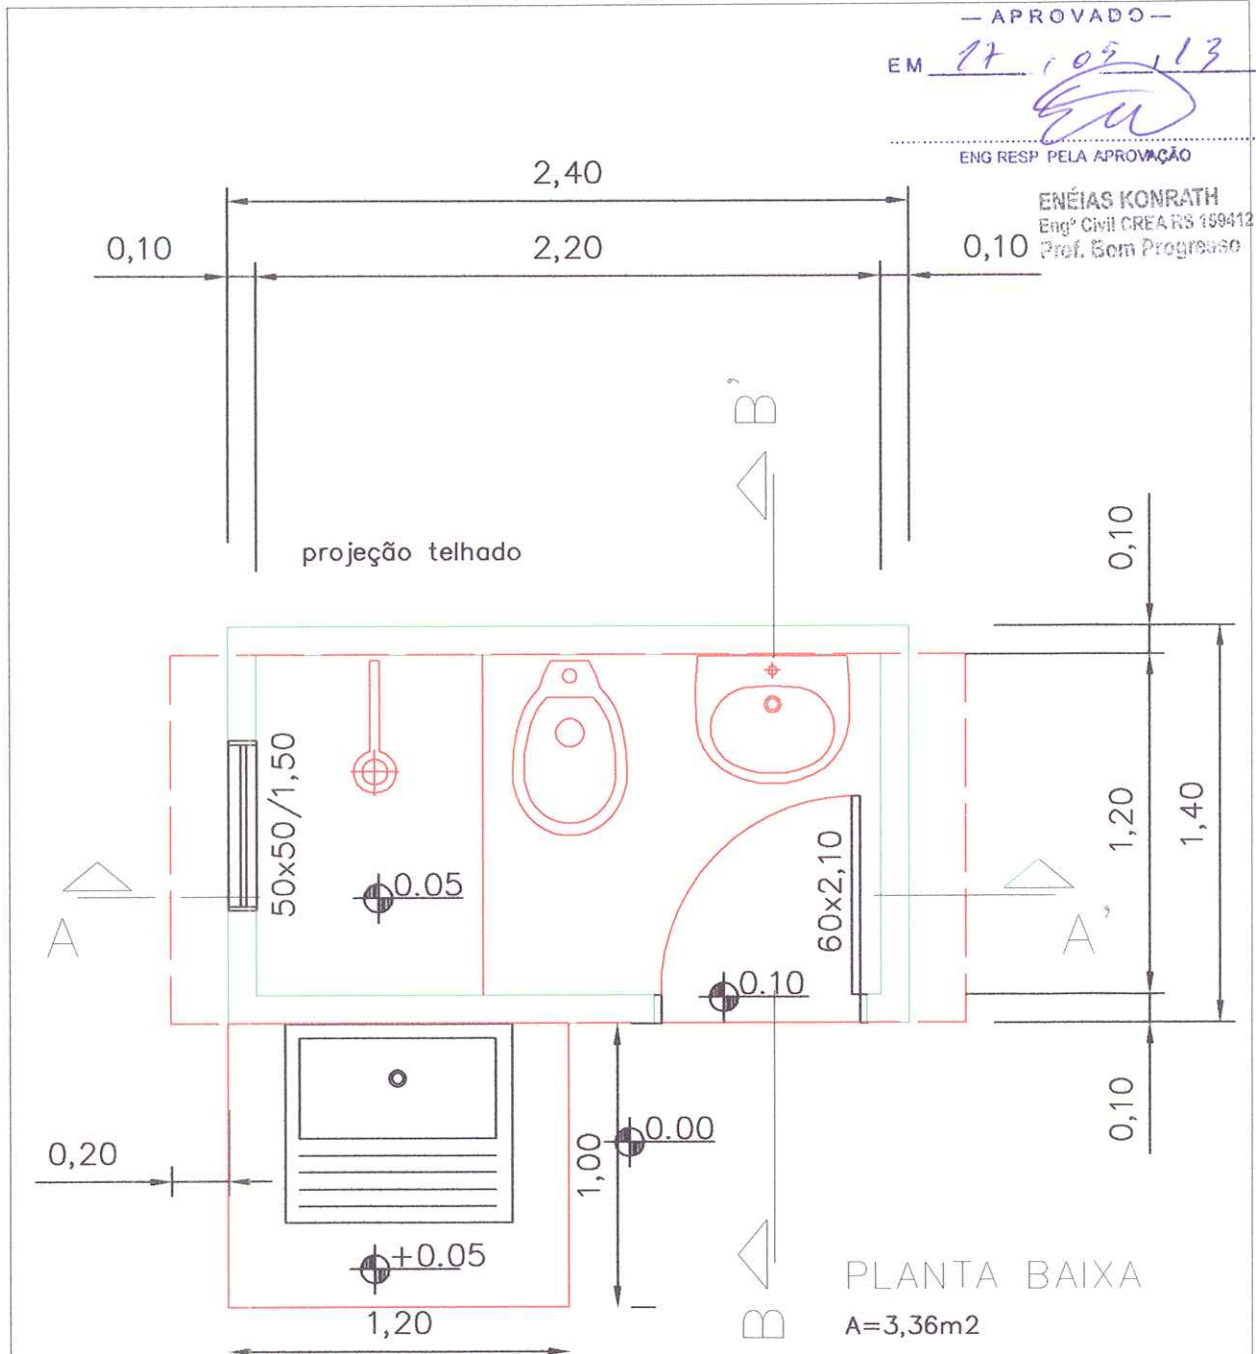 — APROVADO —
EM 17 , 05 , 13
ENG RESP PELA APROVAÇÃO
ENÉIAS KONRATH
Engº Civil CREA RS 159412
Pref. Bom Progresso
2,40
0,10
2,20
0,10
B'
projeção telhado
0,10
50x50/1,50
0.05
60x2,10
1,20
1,40
A
A'
0.10
0,10
0,20
1,00
0.00
+0.05
1,20
B
PLANTA BAIXA
A=3,36m2